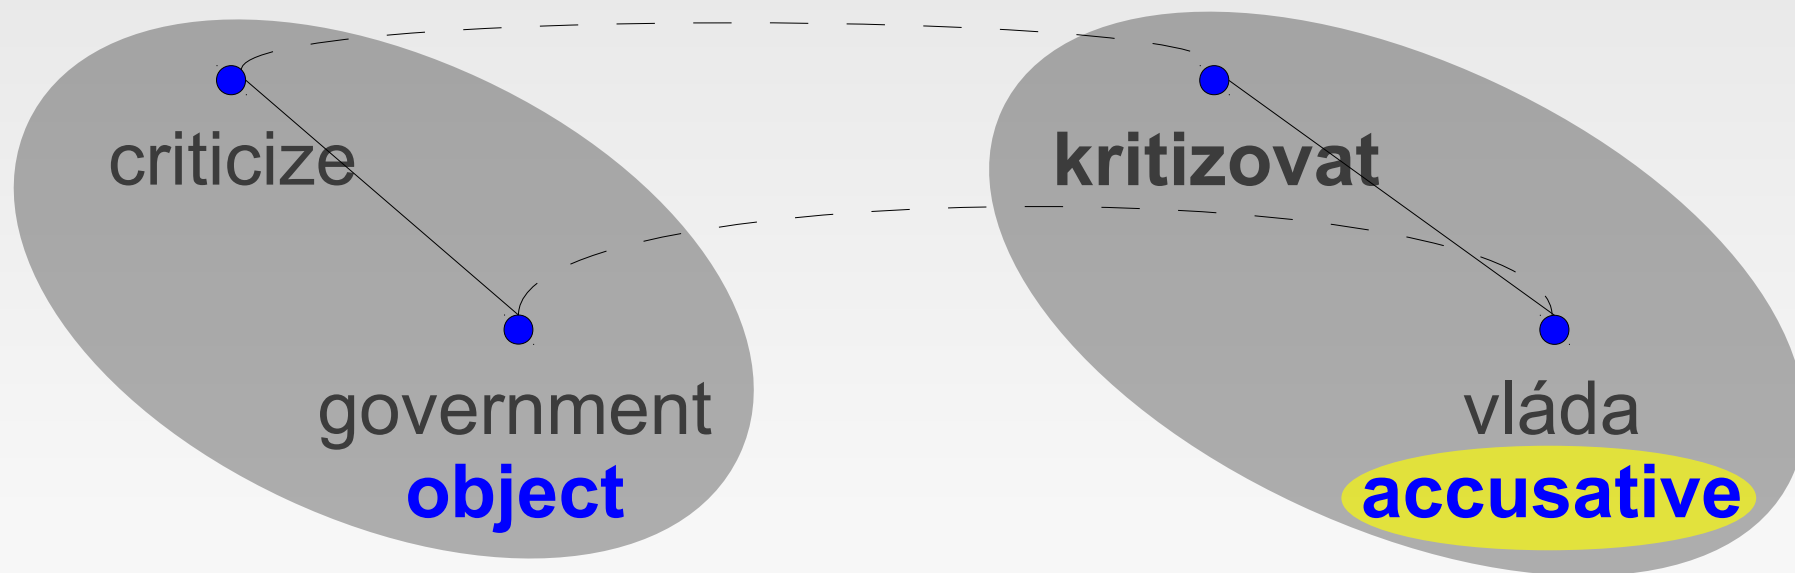 criticize
government
object
kritizovat
vláda
accusative